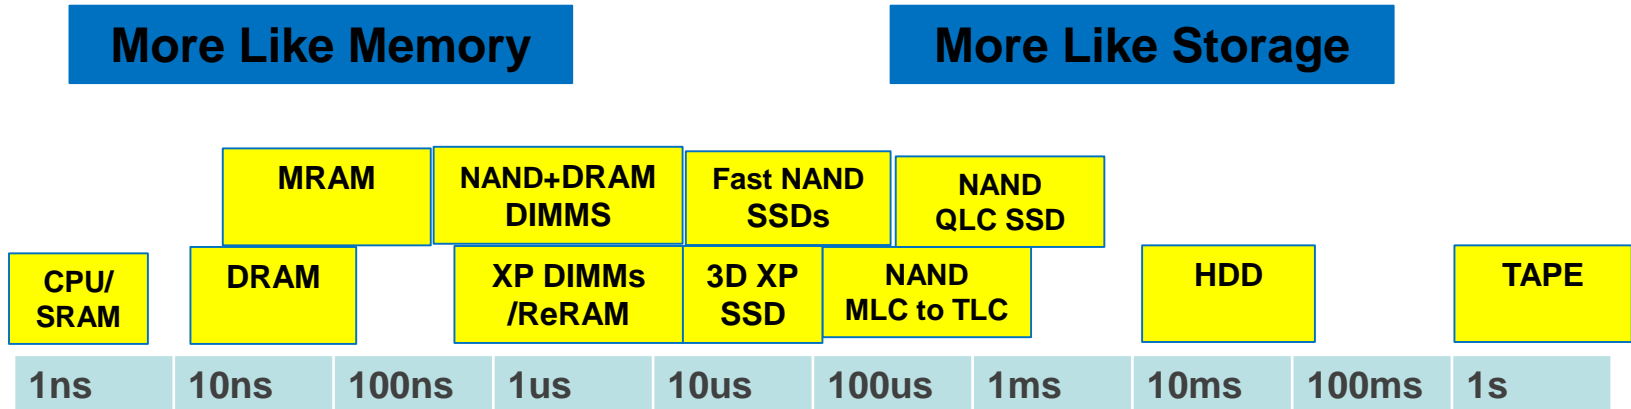 More Like Memory
More Like Storage
MRAM
NAND+DRAM
DIMMS
Fast NAND
SSDs
NAND
QLC SSD
CPU/
SRAM
DRAM
XP DIMMs
/ReRAM
3D XP
SSD
NAND
MLC to TLC
HDD
TAPE
1ns
10ns
100ns
1us
10us
100us
1ms
10ms
100ms
1s